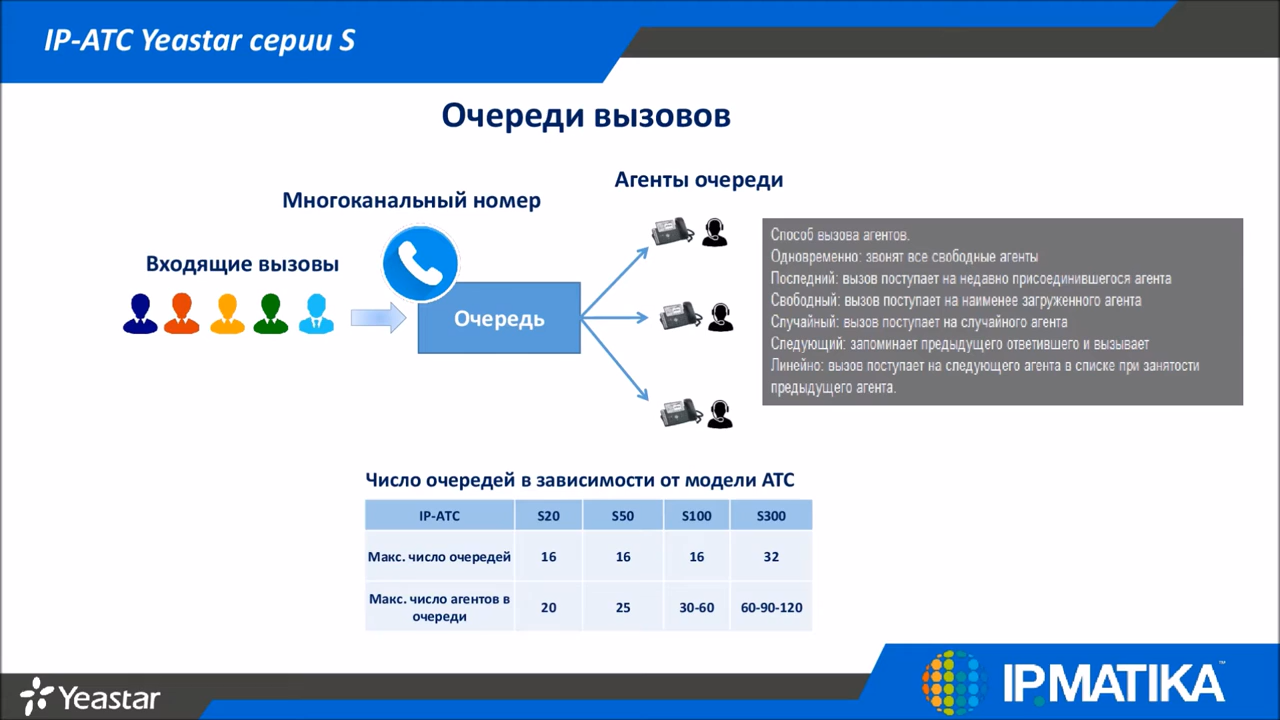 IP-АТС Yeastar серии S
Очереди вызовов
Агенты очереди
Многоканальный номер
Входящие вызовы
Очередь
Способ вызова агентов.
Одновременно: звонят все свободные агенты
Последний: вызов поступает на недавно присоединившегося агента
Свободный: вызов поступает на наименее загруженного агента
Случайный: вызов поступает на случайного агента
Следующий: запоминает предыдущего ответившего и вызывает
Линейно: вызов поступает на следующего агента в списке при занятости
предыдущего агента.
Число очередей в зависимости от модели АТС
IP-АТС S20 S50 S100 S300
Макс. число очередей 16 16 16 32
Макс. число агентов в
очереди 20 25 30-60 60-90-120
Yeastar
IPMATIKA™